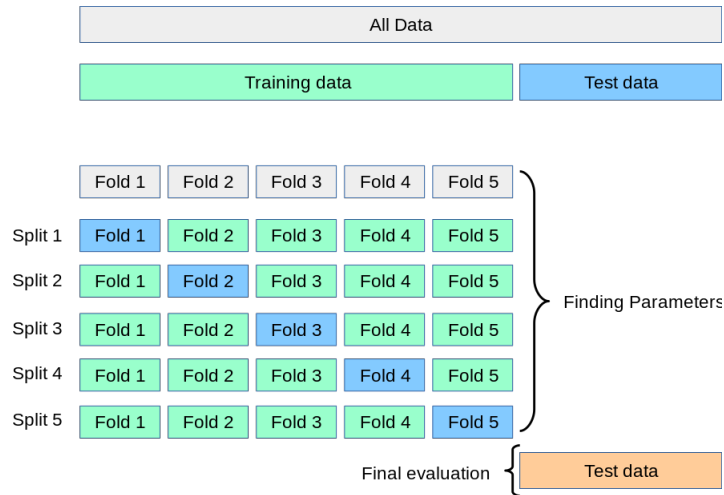 All Data
Training data Test data
Fold 1 Fold 2 Fold 3 Fold 4 Fold 5
Split 1 Fold 1 Fold 2 Fold 3 Fold 4 Fold 5
Split 2 Fold 1 Fold 2 Fold 3 Fold 4 Fold 5
Finding Parameters
Split 3 Fold 1 Fold 2 Fold 3 Fold 4 Fold 5
Split 4 Fold 1 Fold 2 Fold 3 Fold 4 Fold 5
Split 5 Fold 1 Fold 2 Fold 3 Fold 4 Fold 5
Final evaluation Test data